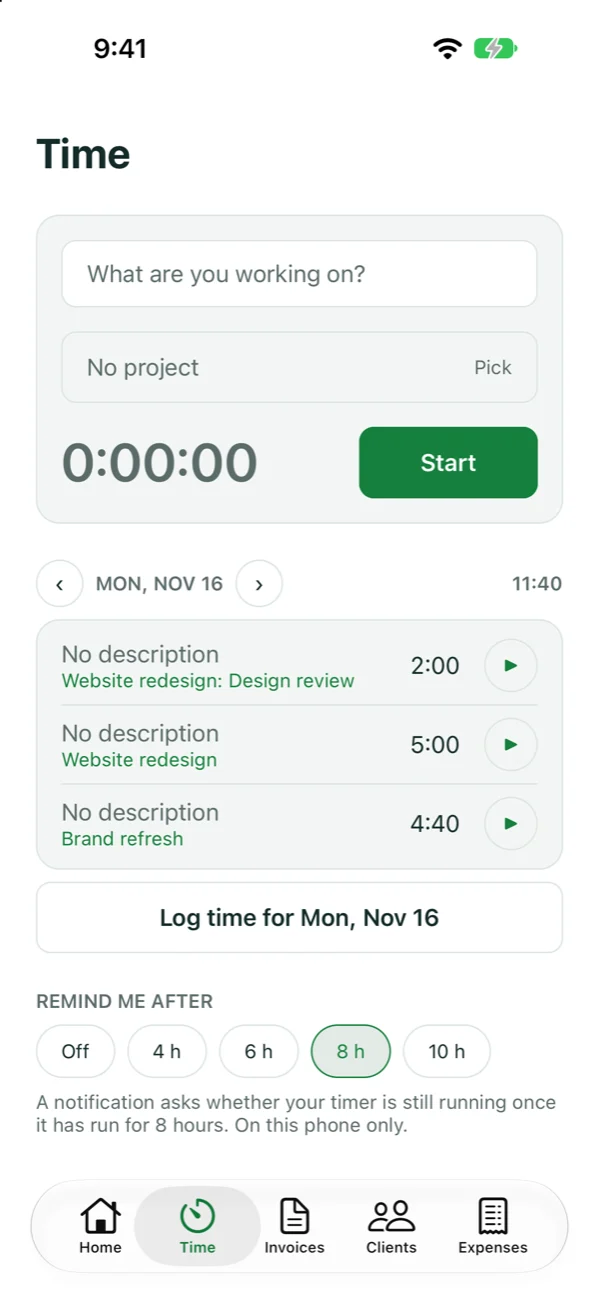 9:41
Time
What are you working on?
No project
Pick
0:00:00
Start
‹ MON, NOV 16 ›
11:40
No description
Website redesign: Design review
2:00
No description
Website redesign
5:00
No description
Brand refresh
4:40
Log time for Mon, Nov 16
REMIND ME AFTER
Off
4 h
6 h
8 h
10 h
A notification asks whether your timer is still running once
it has run for 8 hours. On this phone only.
Home
Time
Invoices
Clients
Expenses